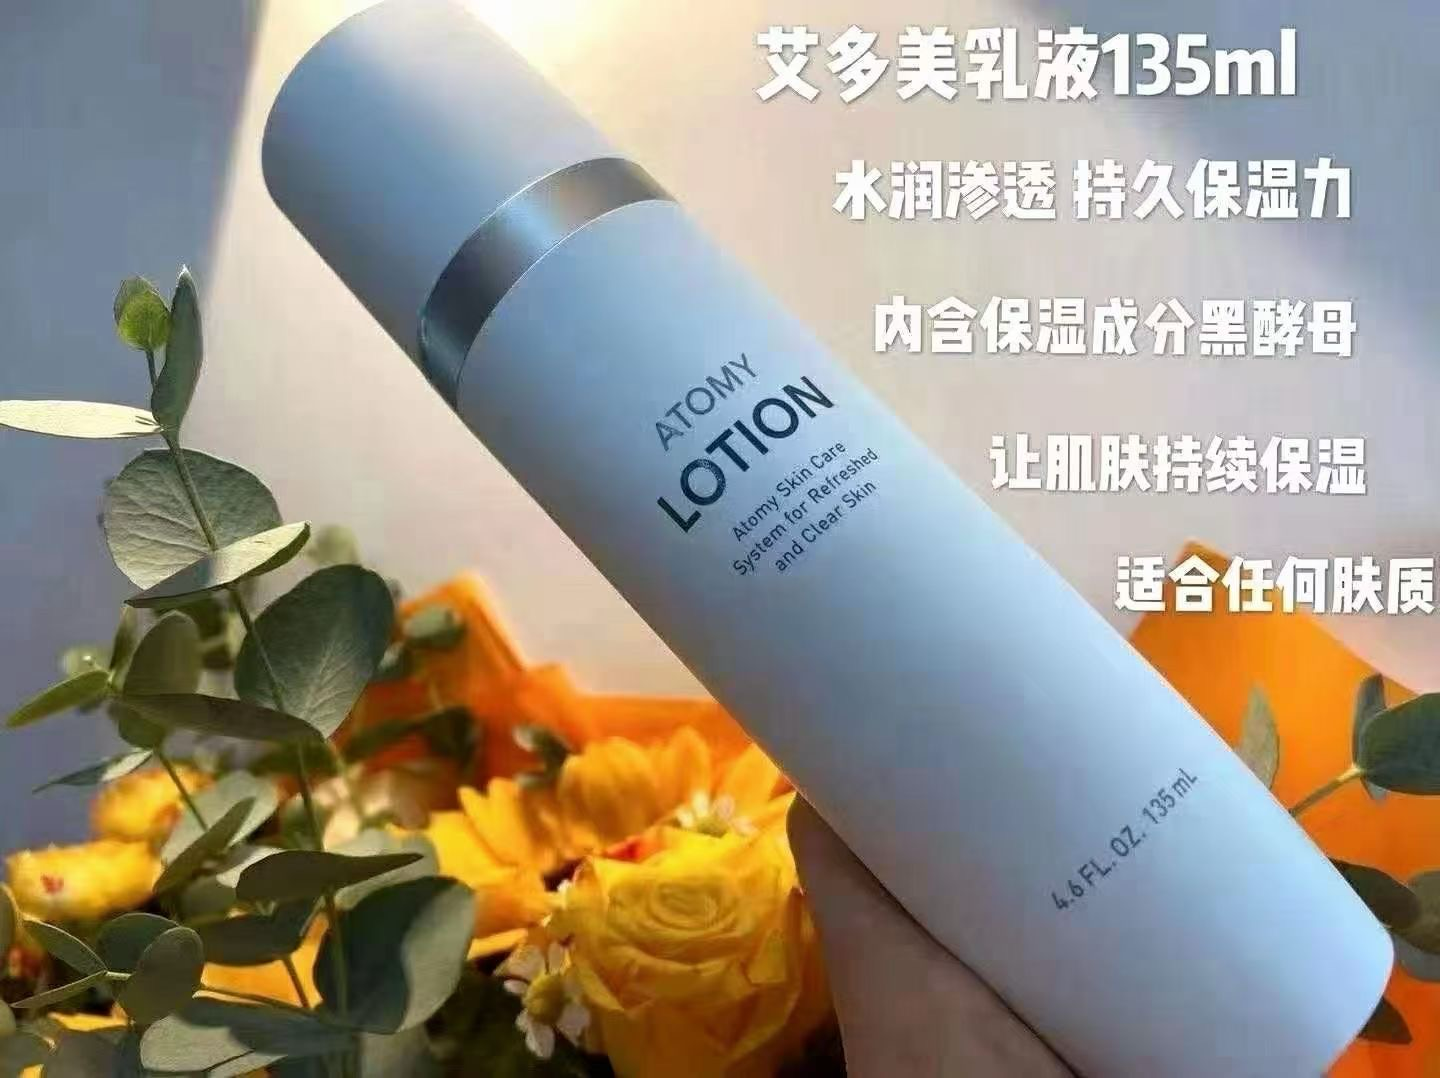 艾多美乳液135ml
水润渗透 持久保湿力
内含保湿成分黑酵母
让肌肤持续保湿
适合任何肤质
ATOMY
LOTION
Atomy Skin Care
System for Refreshed
and Clear Skin
4.6 FL. OZ. 135 mL